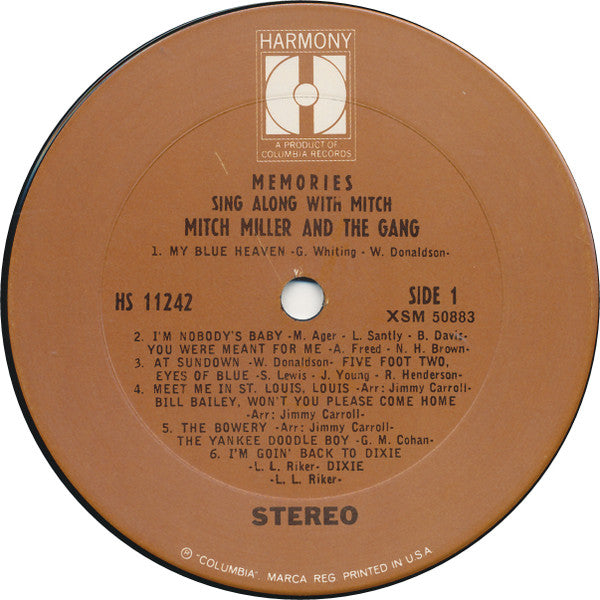 HARMONY
H
A PRODUCT OF
COLUMBIA RECORDS
MEMORIES
SING ALONG WITH MITCH
MITCH MILLER AND THE GANG
1. MY BLUE HEAVEN -G. Whiting - W. Donaldson-
HS 11242
SIDE 1
XSM 50883
2. I'M NOBODY'S BABY -M. Ager - L. Santly - B. Davis-
YOU WERE MEANT FOR ME -A. Freed - N. H. Brown-
3. AT SUNDOWN -W. Donaldson- FIVE FOOT TWO,
EYES OF BLUE -S. Lewis - J. Young - R. Henderson-
4. MEET ME IN ST. LOUIS, LOUIS -Arr: Jimmy Carroll-
BILL BAILEY, WON'T YOU PLEASE COME HOME
-Arr: Jimmy Carroll-
5. THE BOWERY -Arr: Jimmy Carroll-
THE YANKEE DOODLE BOY -G. M. Cohan-
6. I'M GOIN' BACK TO DIXIE
-L. L. Riker- DIXIE
-L. L. Riker-
STEREO
® "COLUMBIA". MARCA REG. PRINTED IN U.S.A